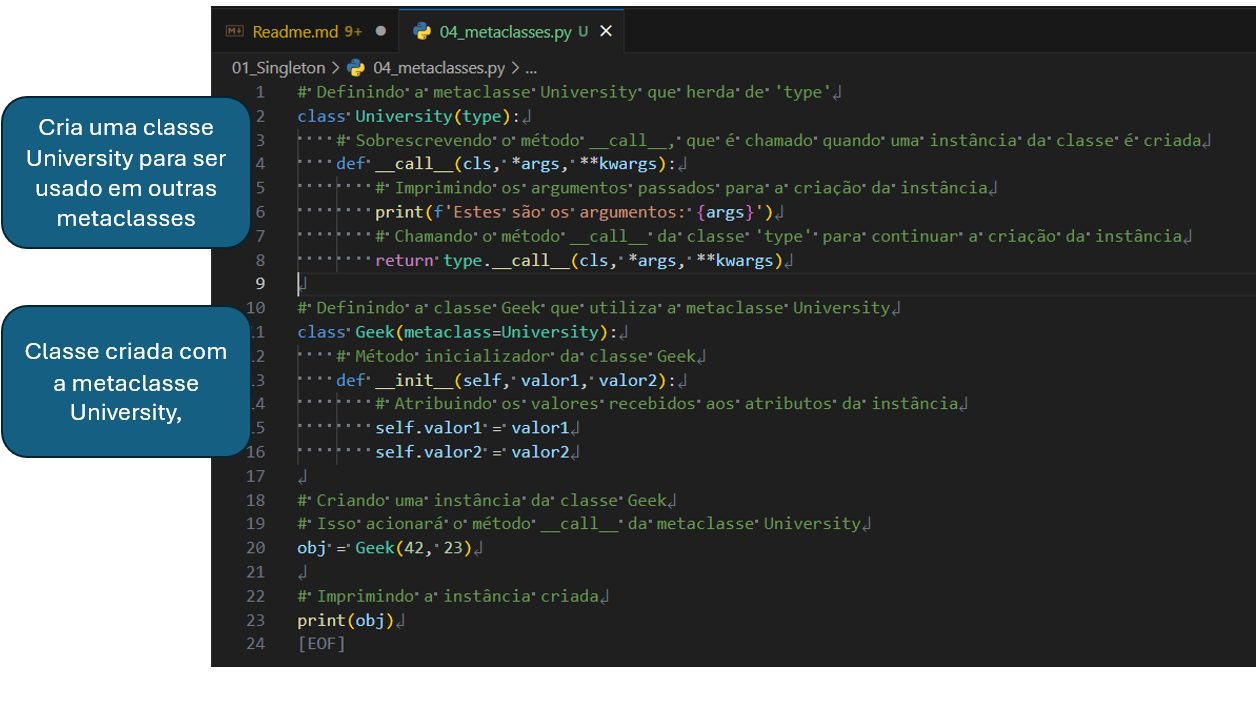 Readme.md 9+ ●
04_metaclasses.py U ×
01_Singleton > 04_metaclasses.py > ...
Cria uma classe
University para ser
usado em outras
metaclasses
Classe criada com
a metaclasse
University,
1 # Definindo a metaclasse University que herda de 'type'
2 class University(type):
3     # Sobrescrevendo o método __call__, que é chamado quando uma instância da classe é criada
4     def __call__(cls, *args, **kwargs):
5         # Imprimindo os argumentos passados para a criação da instância
6         print(f'Estes são os argumentos: {args}')
7         # Chamando o método __call__ da classe 'type' para continuar a criação da instância
8         return type.__call__(cls, *args, **kwargs)
9
10 # Definindo a classe Geek que utiliza a metaclasse University
11 class Geek(metaclass=University):
12     # Método inicializador da classe Geek
13     def __init__(self, valor1, valor2):
14         # Atribuindo os valores recebidos aos atributos da instância
15         self.valor1 = valor1
16         self.valor2 = valor2
17
18 # Criando uma instância da classe Geek
19 # Isso acionará o método __call__ da metaclasse University
20 obj = Geek(42, 23)
21
22 # Imprimindo a instância criada
23 print(obj)
24 [EOF]